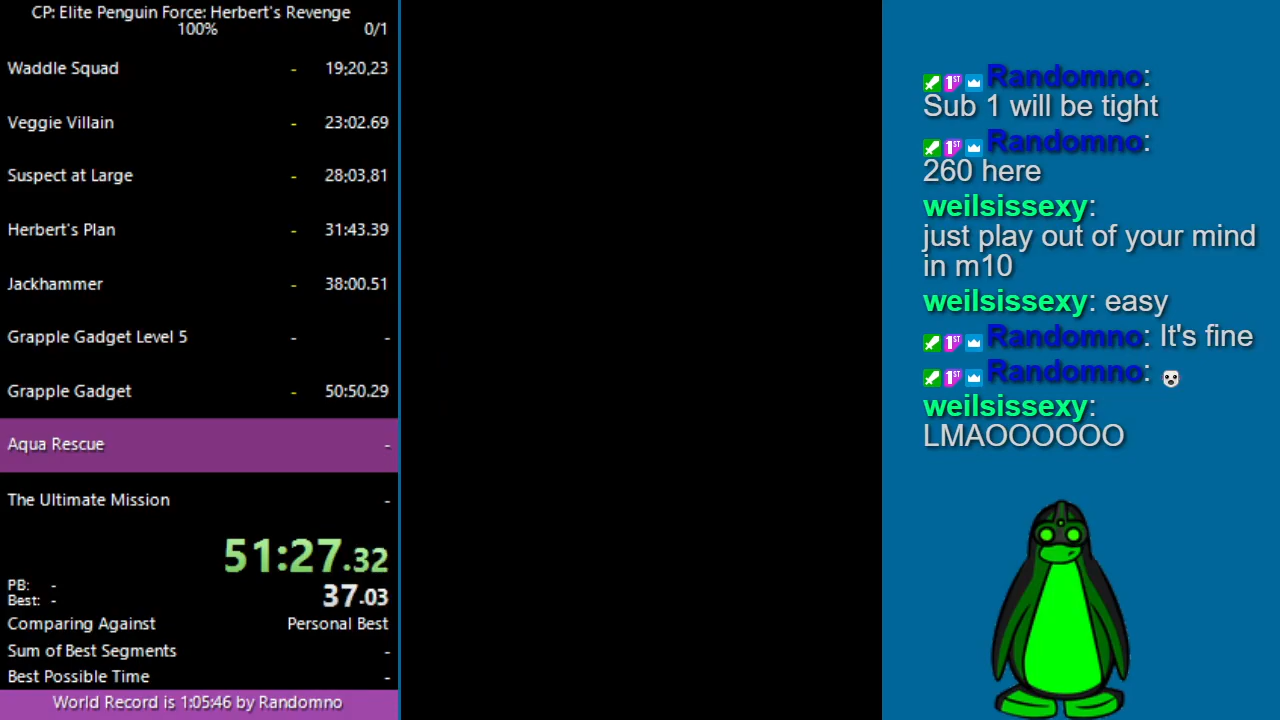 CP: Elite Penguin Force: Herbert's Revenge
100% 0/1
Waddle Squad - 19;20,23
Veggie Villain - 23:02.69
Suspect at Large - 28;03,81
Herbert's Plan - 31:43.39
Jackhammer - 38:00.51
Grapple Gadget Level 5 - -
Grapple Gadget - 50:50.29
Aqua Rescue -
The Ultimate Mission -
51:27.32
PB: -
Best: - 37.03
Comparing Against Personal Best
Sum of Best Segments -
Best Possible Time -
World Record is 1:05:46 by Randomno
1ST Randomno:
Sub 1 will be tight
1ST Randomno:
260 here
weilsissexy:
just play out of your mind
in m10
weilsissexy: easy
1ST Randomno: It's fine
1ST Randomno:
weilsissexy:
LMAOOOOOO